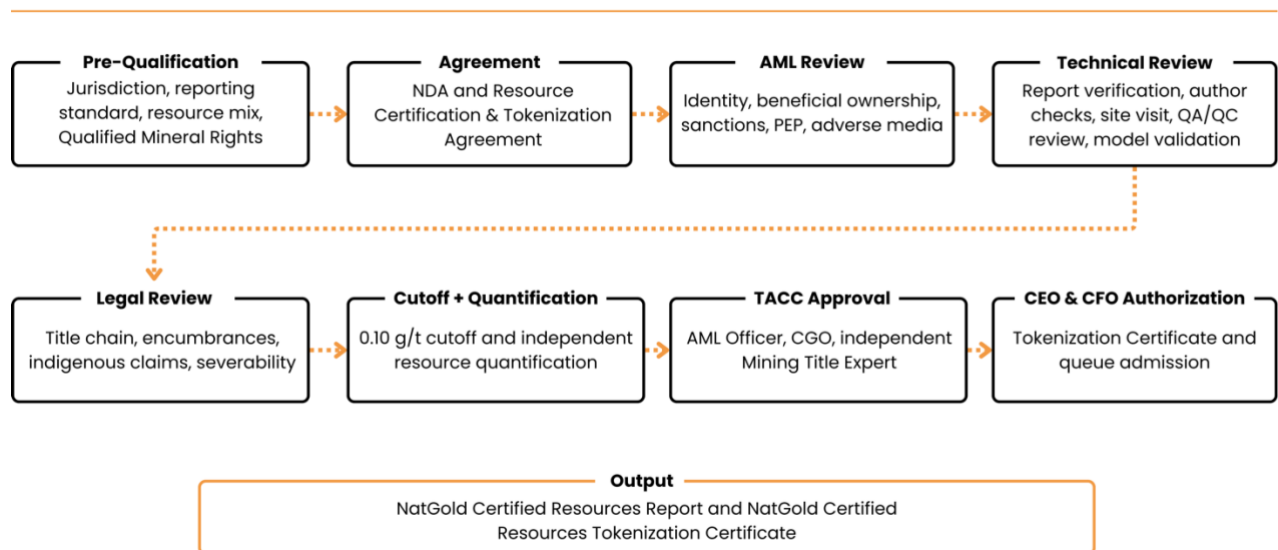 Pre-Qualification
Jurisdiction, reporting
standard, resource mix,
Qualified Mineral Rights
Agreement
NDA and Resource
Certification & Tokenization
Agreement
AML Review
Identity, beneficial ownership,
sanctions, PEP, adverse media
Technical Review
Report verification, author
checks, site visit, QA/QC
review, model validation
Legal Review
Title chain, encumbrances,
indigenous claims, severability
Cutoff + Quantification
0.10 g/t cutoff and independent
resource quantification
TACC Approval
AML Officer, CGO, independent
Mining Title Expert
CEO & CFO Authorization
Tokenization Certificate and
queue admission
Output
NatGold Certified Resources Report and NatGold Certified
Resources Tokenization Certificate